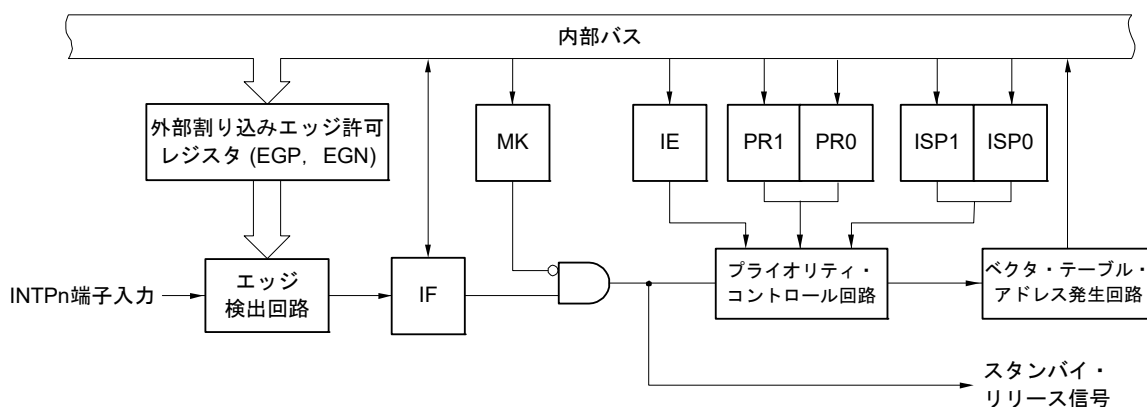 内部バス
外部割り込みエッジ許可
レジスタ (EGP, EGN)
MK
IE
PR1
PR0
ISP1
ISP0
INTPn端子入力
エッジ
検出回路
IF
プライオリティ・
コントロール回路
ベクタ・テーブル・
アドレス発生回路
スタンバイ・
リリース信号